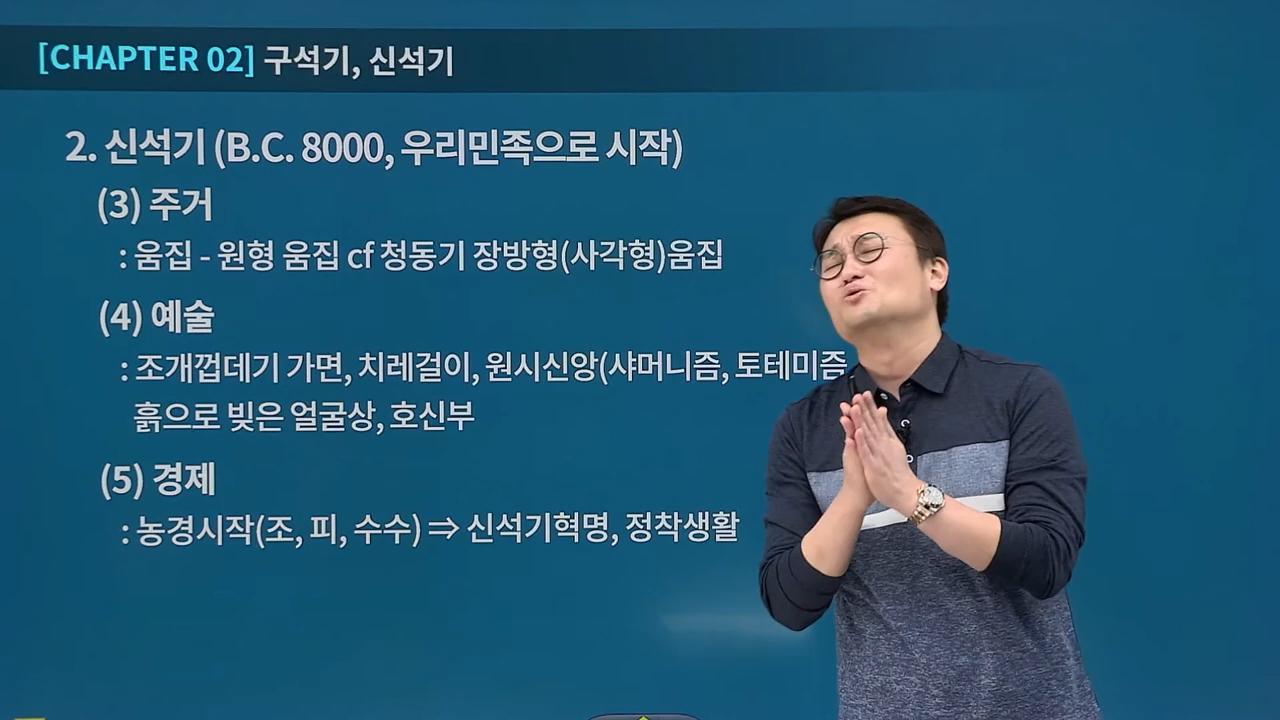 [CHAPTER 02] 구석기, 신석기
2. 신석기 (B.C. 8000, 우리민족으로 시작)
(3) 주거
: 움집 - 원형 움집 cf 청동기 장방형(사각형)움집
(4) 예술
: 조개껍데기 가면, 치레걸이, 원시신앙(샤머니즘, 토테미즘
흙으로 빚은 얼굴상, 호신부
(5) 경제
: 농경시작(조, 피, 수수) ⇒ 신석기혁명, 정착생활